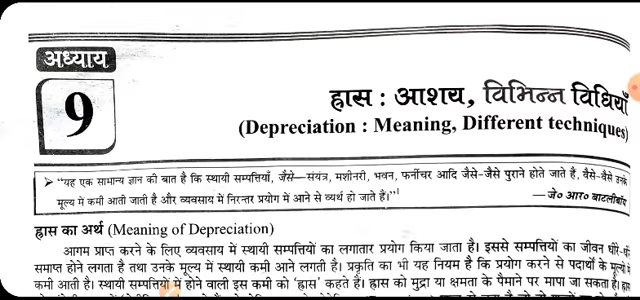 अध्याय
9
ह्रास : आशय, विभिन्न विधियाँ
(Depreciation : Meaning, Different techniques)
➤ "यह एक सामान्य ज्ञान की बात है कि स्थायी सम्पत्तियाँ, जैसे—संयंत्र, मशीनरी, भवन, फर्नीचर आदि जैसे-जैसे पुराने होते जाते हैं, वैसे-वैसे उनके
मूल्य में कमी आती जाती है और व्यवसाय में निरन्तर प्रयोग में आने से व्यर्थ हो जाते हैं।"1
—जे० आर० बाटलीबॉय
ह्रास का अर्थ (Meaning of Depreciation)
आगम प्राप्त करने के लिए व्यवसाय में स्थायी सम्पत्तियों का लगातार प्रयोग किया जाता है। इससे सम्पत्तियों का जीवन धीरे-धीरे
समाप्त होने लगता है तथा उनके मूल्य में स्थायी कमी आने लगती है। प्रकृति का भी यह नियम है कि प्रयोग करने से पदार्थों के मूल्यों में
कमी आती है। स्थायी सम्पत्तियों में होने वाली इस कमी को 'ह्रास' कहते हैं। ह्रास को मुद्रा या क्षमता के पैमाने पर मापा जा सकता है। ह्रास